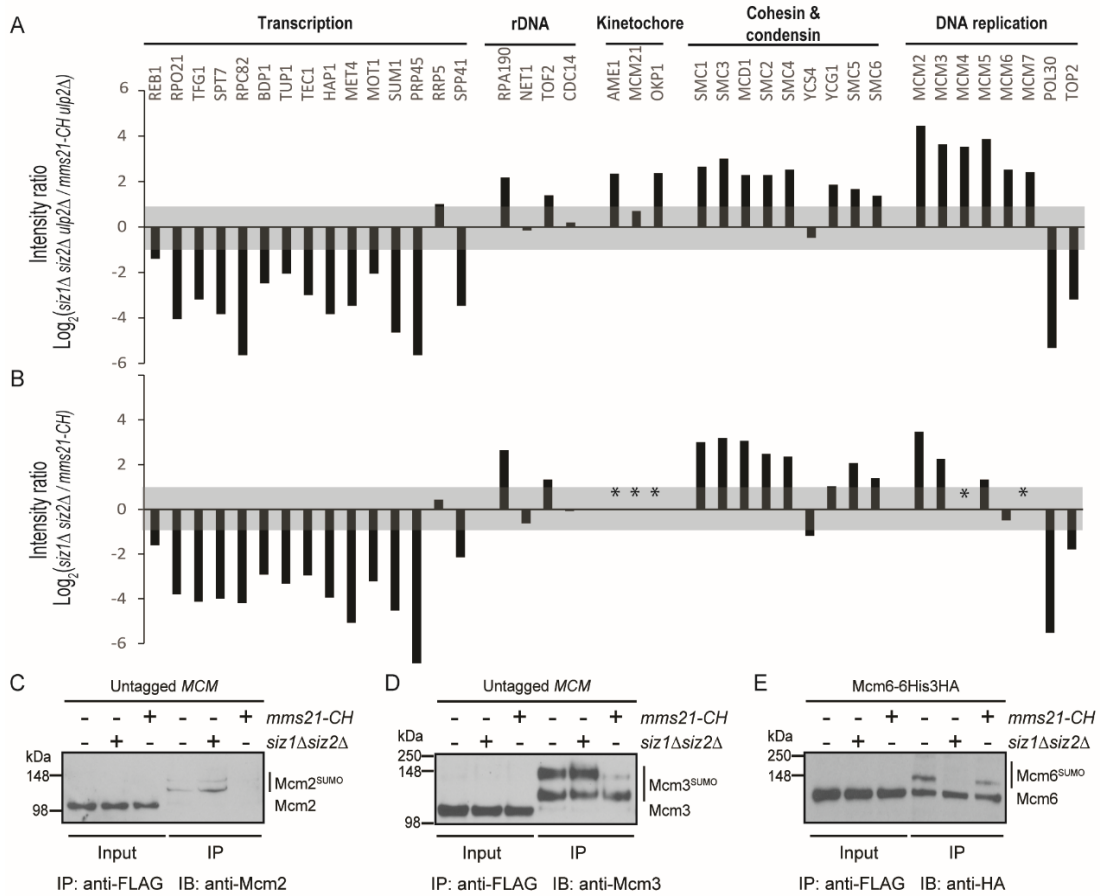 A
Transcription
rDNA
Kinetochore
Cohesin &
condensin
DNA replication
REB1
RPO21
TFG1
SPT7
RPC82
BDP1
TUP1
TEC1
HAP1
MET4
MOT1
SUM1
PRP45
RRP5
SPP41
RPA190
NET1
TOF2
CDC14
AME1
MCM21
OKP1
SMC1
SMC3
MCD1
SMC2
SMC4
YCS4
YCG1
SMC5
SMC6
MCM2
MCM3
MCM4
MCM5
MCM6
MCM7
POL30
TOP2
Intensity ratio
Log₂(siz1Δ siz2Δ ulp2Δ / mms21-CH ulp2Δ)
6
4
2
0
-2
-4
-6
B
Intensity ratio
Log₂(siz1Δ siz2Δ / mms21-CH)
4
2
0
-2
-4
-6
* * * * *
C
Untagged MCM
- - + - - + mms21-CH
- + - - + - siz1Δsiz2Δ
kDa
148
98
Mcm2SUMO
Mcm2
Input IP
IP: anti-FLAG IB: anti-Mcm2
D
Untagged MCM
- - + - - + mms21-CH
- + - - + - siz1Δsiz2Δ
kDa
250
148
98
Mcm3SUMO
Mcm3
Input IP
IP: anti-FLAG IB: anti-Mcm3
E
Mcm6-6His3HA
- - + - - + mms21-CH
- + - - + - siz1Δsiz2Δ
kDa
250
148
98
Mcm6SUMO
Mcm6
Input IP
IP: anti-FLAG IB: anti-HA